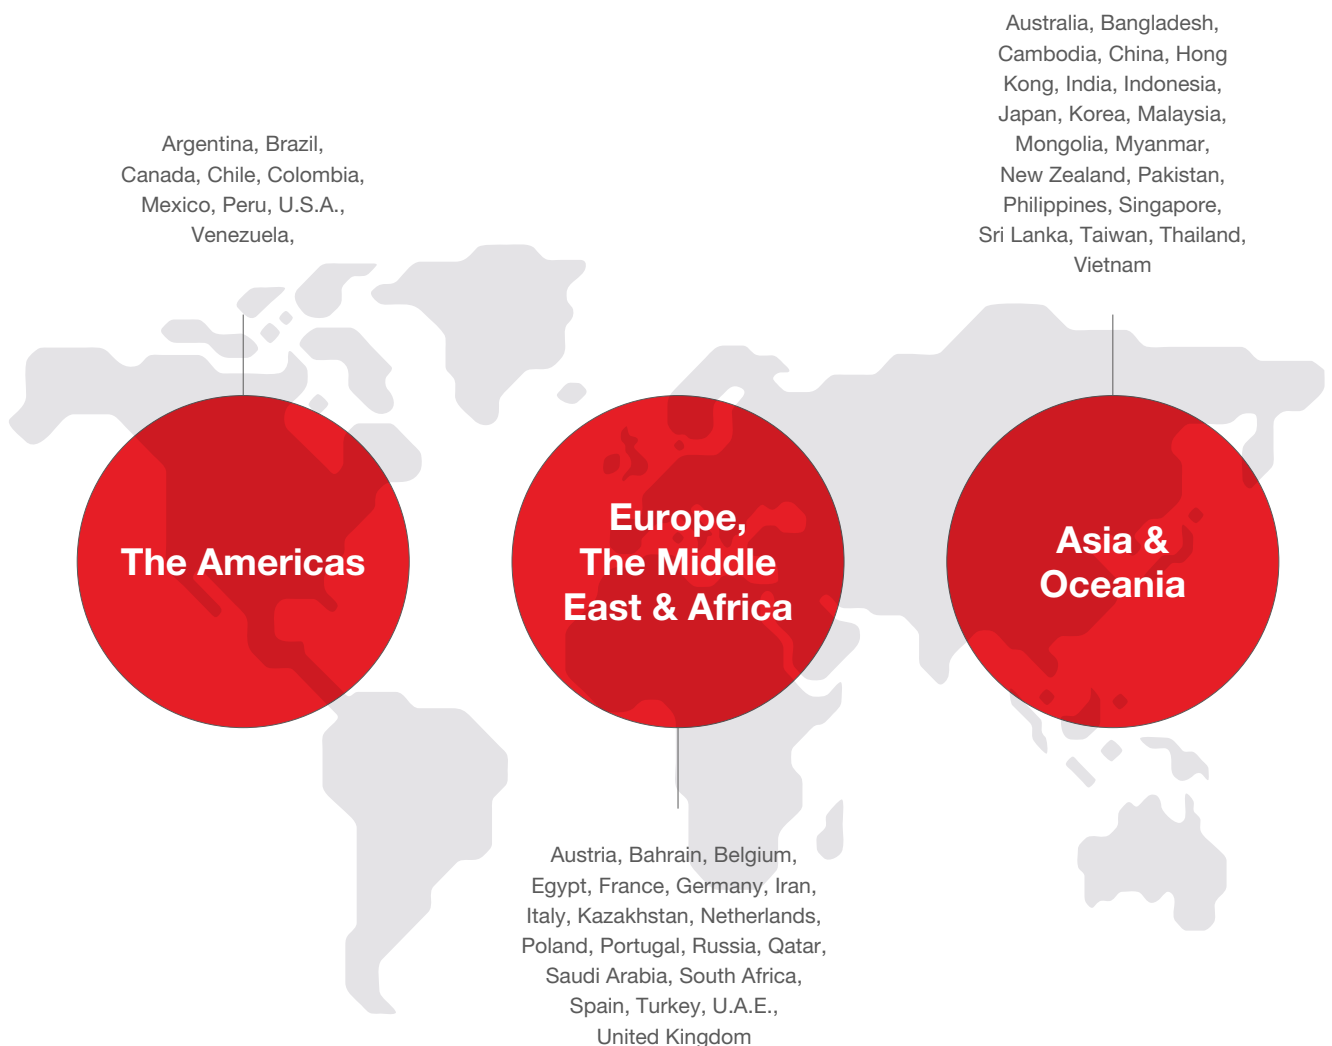 Argentina, Brazil,
Canada, Chile, Colombia,
Mexico, Peru, U.S.A.,
Venezuela,
The Americas
Austria, Bahrain, Belgium,
Egypt, France, Germany, Iran,
Italy, Kazakhstan, Netherlands,
Poland, Portugal, Russia, Qatar,
Saudi Arabia, South Africa,
Spain, Turkey, U.A.E.,
United Kingdom
Europe,
The Middle
East & Africa
Australia, Bangladesh,
Cambodia, China, Hong
Kong, India, Indonesia,
Japan, Korea, Malaysia,
Mongolia, Myanmar,
New Zealand, Pakistan,
Philippines, Singapore,
Sri Lanka, Taiwan, Thailand,
Vietnam
Asia &
Oceania